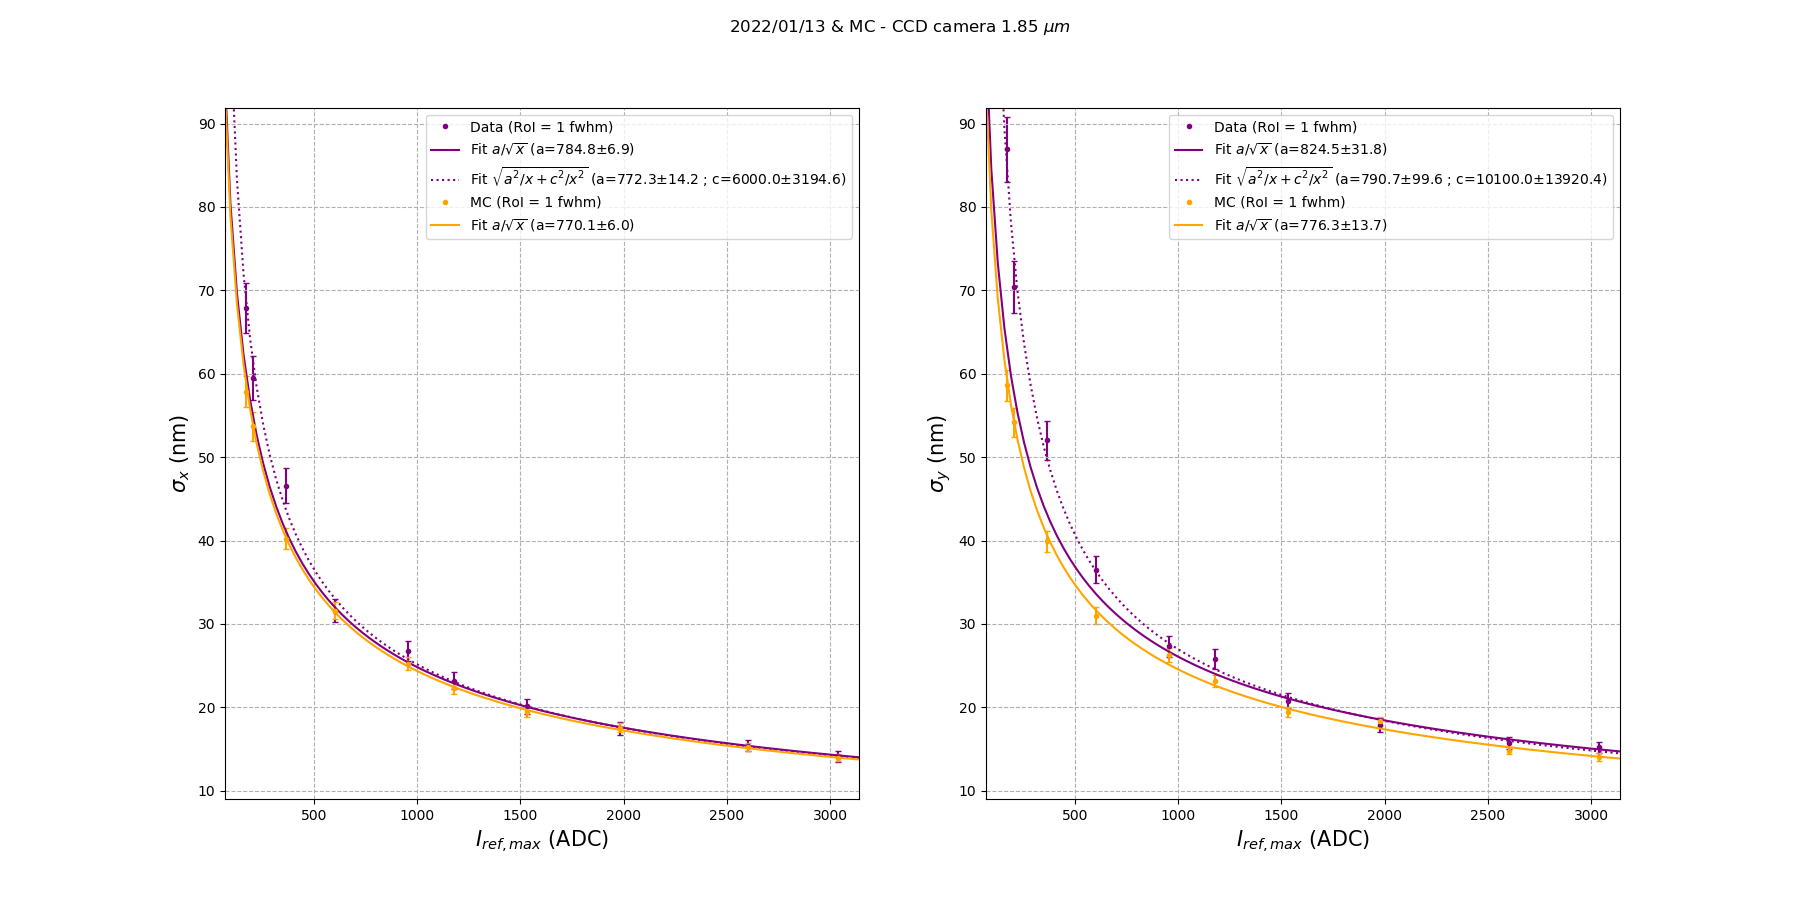 2022/01/13 & MC - CCD camera 1.85 μm
90
80
70
60
50
40
30
20
10
σx (nm)
500 1000 1500 2000 2500 3000
Iref,max (ADC)
Data (RoI = 1 fwhm)
Fit a/√x (a=784.8±6.9)
Fit √a²/x + c²/x² (a=772.3±14.2 ; c=6000.0±3194.6)
MC (RoI = 1 fwhm)
Fit a/√x (a=770.1±6.0)
90
80
70
60
50
40
30
20
10
σy (nm)
500 1000 1500 2000 2500 3000
Iref,max (ADC)
Data (RoI = 1 fwhm)
Fit a/√x (a=824.5±31.8)
Fit √a²/x + c²/x² (a=790.7±99.6 ; c=10100.0±13920.4)
MC (RoI = 1 fwhm)
Fit a/√x (a=776.3±13.7)